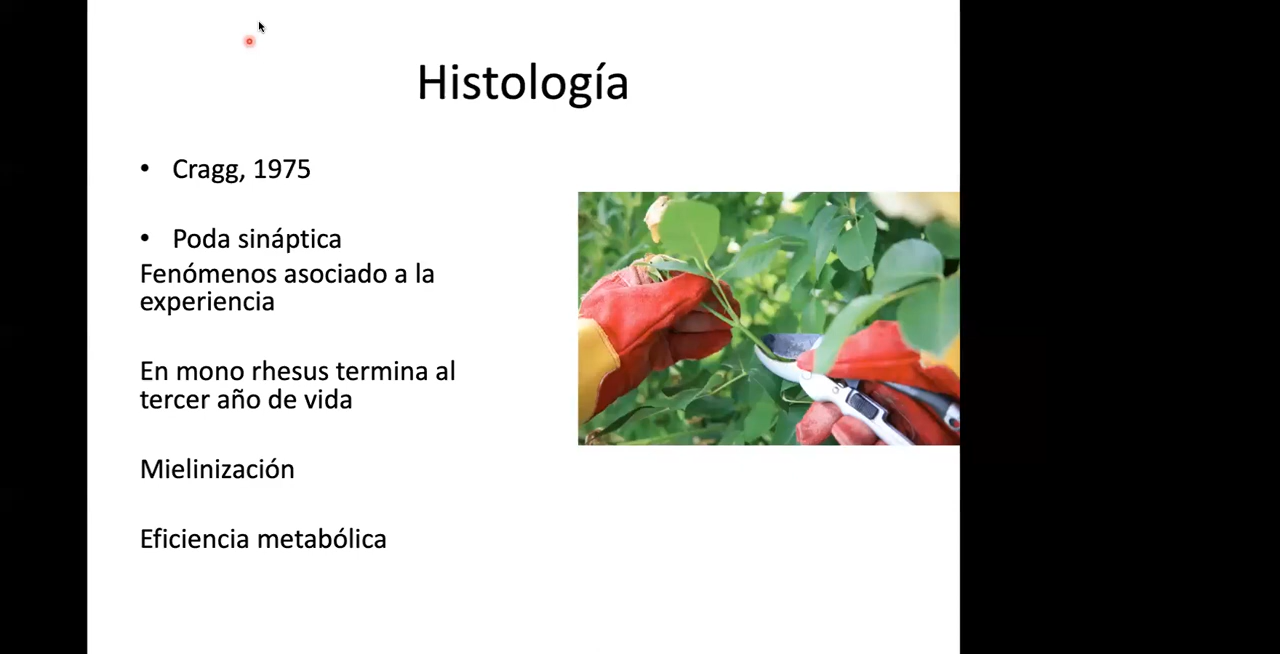 Histología
• Cragg, 1975
• Poda sináptica
Fenómenos asociado a la
experiencia
En mono rhesus termina al
tercer año de vida
Mielinización
Eficiencia metabólica